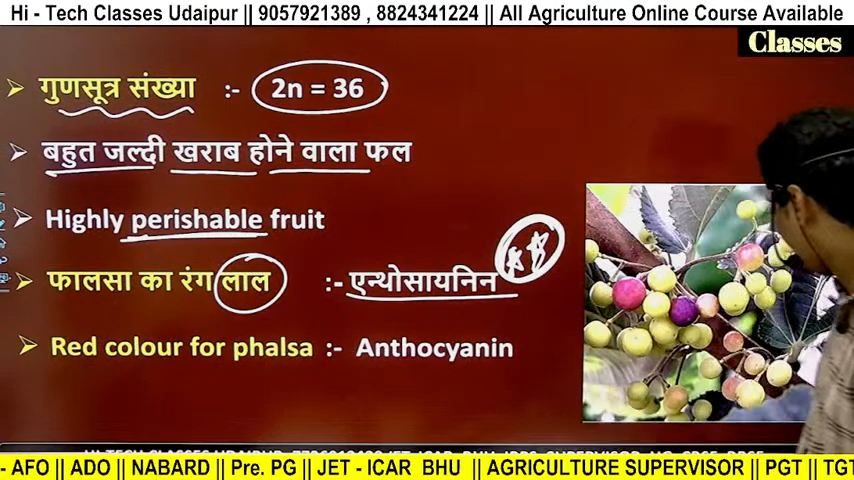 Hi - Tech Classes Udaipur || 9057921389 , 8824341224 || All Agriculture Online Course Available
Classes
➢ गुणसूत्र संख्या :- 2n = 36
➢ बहुत जल्दी खराब होने वाला फल
➢ Highly perishable fruit
➢ फालसा का रंग लाल :- एन्थोसायनिन
➢ Red colour for phalsa :- Anthocyanin
- AFO || ADO || NABARD || Pre. PG || JET - ICAR BHU || AGRICULTURE SUPERVISOR || PGT || TGT